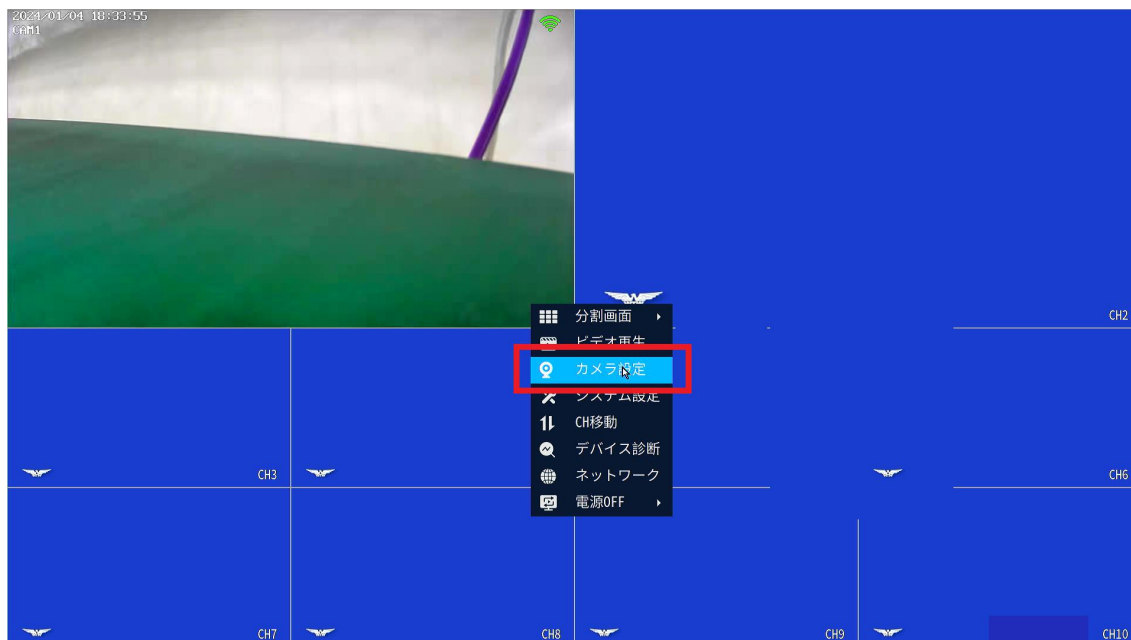 2024/01/04 18:33:55
CAM1
CH2
分割画面
ビデオ再生
カメラ設定
システム設定
CH移動
デバイス診断
ネットワーク
電源OFF
CH3
CH6
CH7
CH8
CH9
CH10